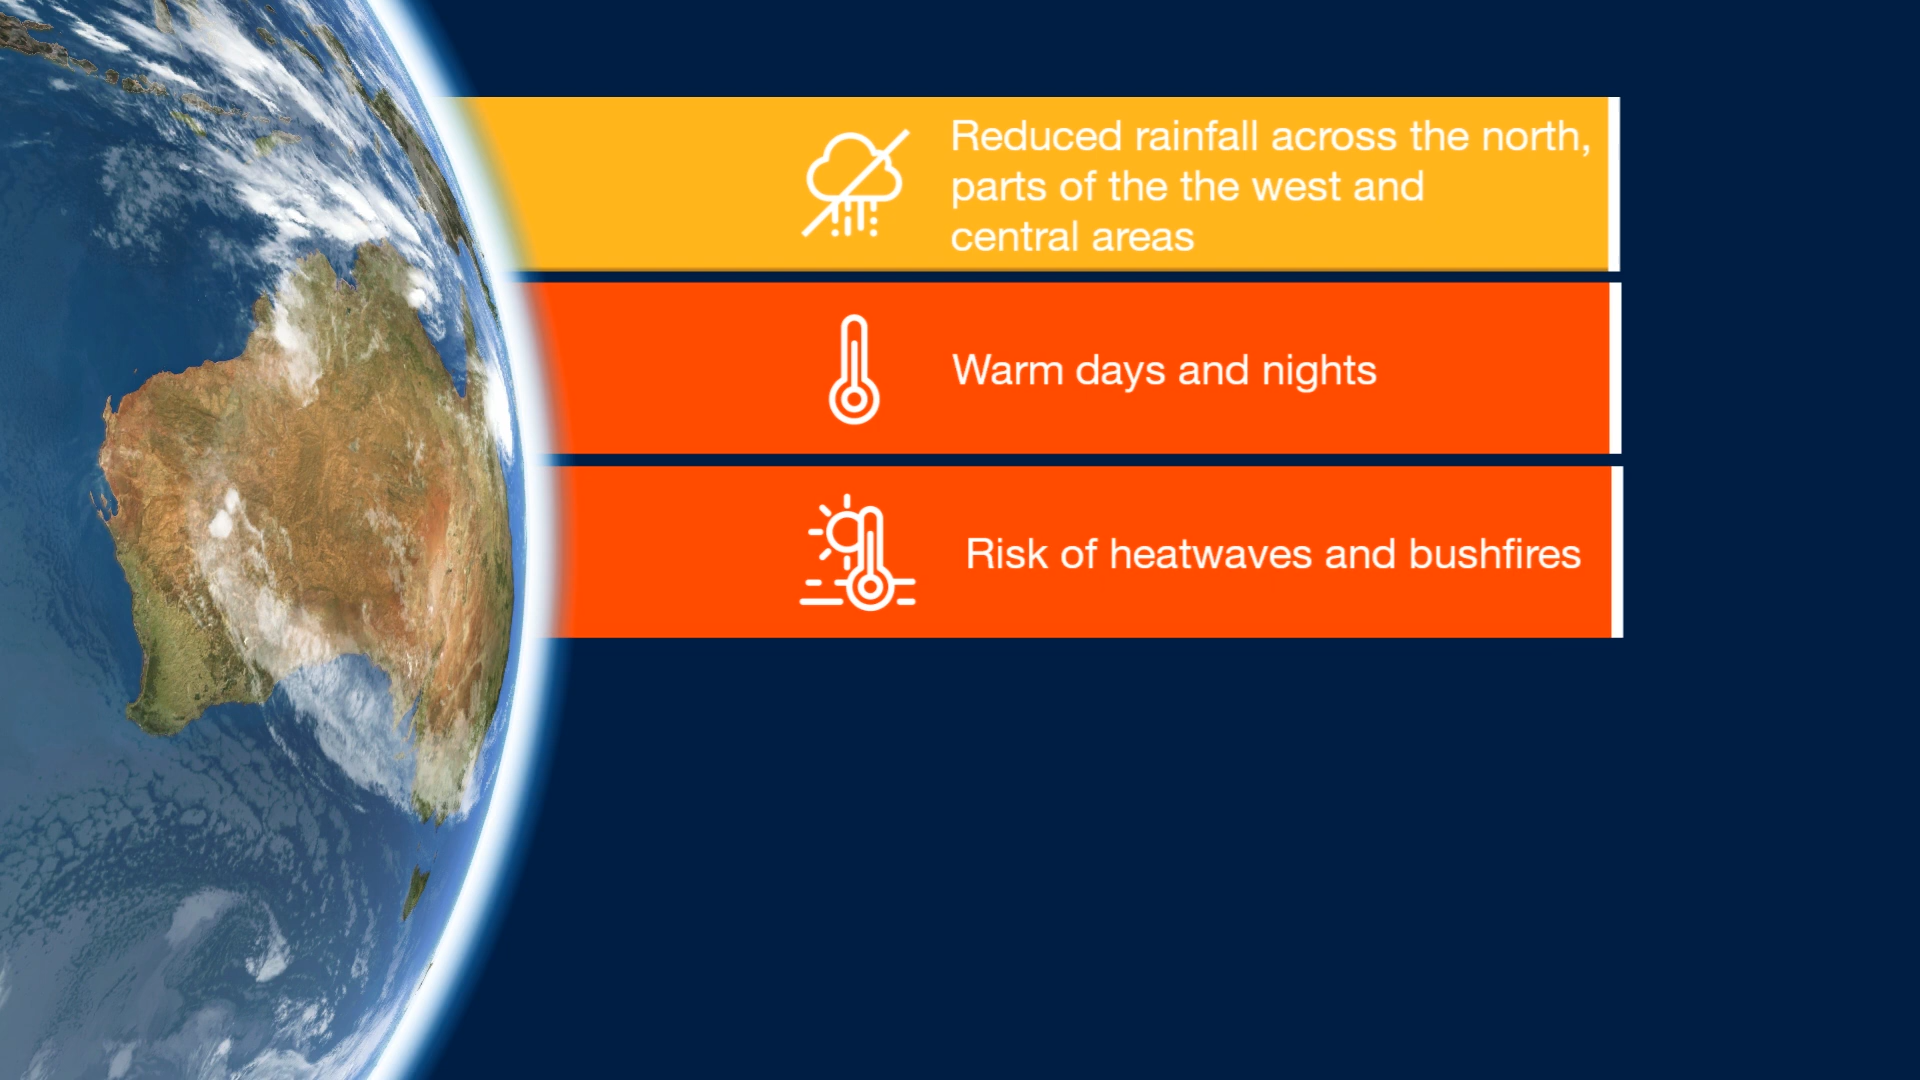 Reduced rainfall across the north,
parts of the the west and
central areas
Warm days and nights
Risk of heatwaves and bushfires